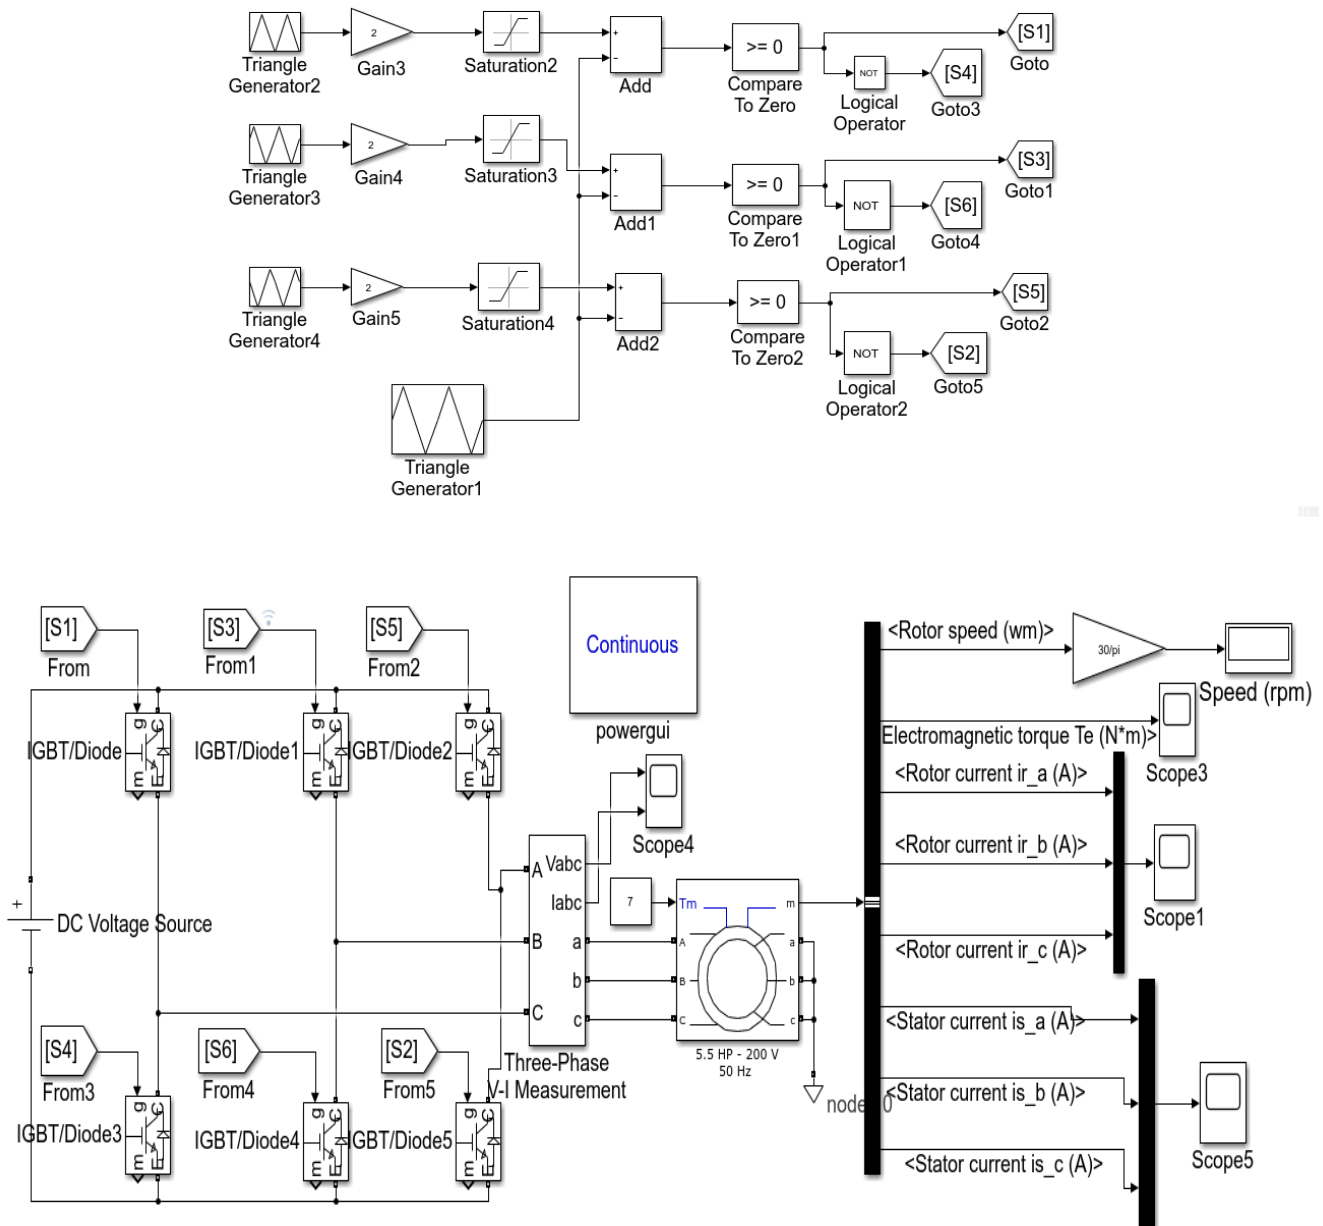 2
Triangle
Generator2
Gain3
Saturation2
+
−
Add
>= 0
Compare
To Zero
NOT
Logical
Operator
[S1]
Goto
[S4]
Goto3
Triangle
Generator3
2
Gain4
Saturation3
+
−
Add1
>= 0
Compare
To Zero1
NOT
Logical
Operator1
[S3]
Goto1
[S6]
Goto4
Triangle
Generator4
2
Gain5
Saturation4
+
−
Add2
>= 0
Compare
To Zero2
NOT
Logical
Operator2
[S5]
Goto2
[S2]
Goto5
Triangle
Generator1
[S1]
From
[S3]
From1
[S5]
From2
Continuous
powergui
g
C
m
E
IGBT/Diode
g
C
m
E
IGBT/Diode1
g
C
m
E
IGBT/Diode2
+
DC Voltage Source
[S4]
From3
[S6]
From4
[S2]
From5
g
C
m
E
IGBT/Diode3
g
C
m
E
IGBT/Diode4
g
C
m
E
IGBT/Diode5
A
B
C
Vabc
Iabc
a
b
c
Three-Phase
V-I Measurement
Scope4
7
Tm
m
A
B
C
a
b
c
5.5 HP - 200 V
50 Hz
<Rotor speed (wm)>
30/pi
Speed (rpm)
Electromagnetic torque Te (N*m)>
Scope3
<Rotor current ir_a (A)>
<Rotor current ir_b (A)>
<Rotor current ir_c (A)>
Scope1
<Stator current is_a (A)>
<Stator current is_b (A)>
<Stator current is_c (A)>
Scope5